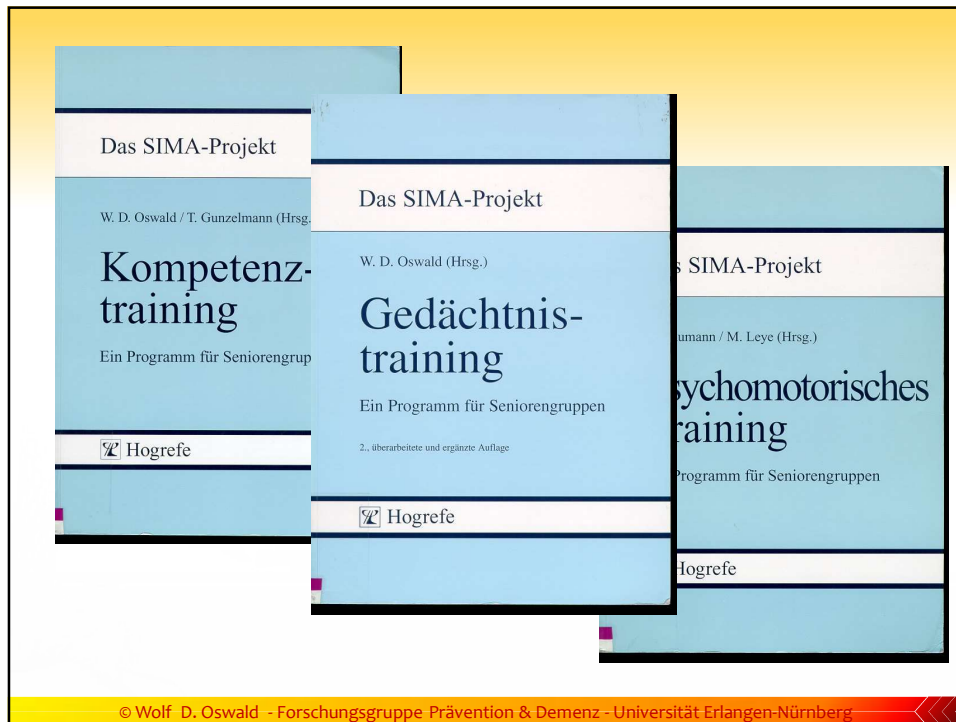 Das SIMA-Projekt
W. D. Oswald / T. Gunzelmann (Hrsg.
Kompetenz-
training
Ein Programm für Seniorengrup
Hogrefe
Das SIMA-Projekt
W. D. Oswald (Hrsg.)
Gedächtnis-
training
Ein Programm für Seniorengruppen
2., überarbeitete und ergänzte Auflage
Hogrefe
s SIMA-Projekt
umann / M. Leye (Hrsg.)
sychomotorisches
raining
Programm für Seniorengruppen
Hogrefe
© Wolf D. Oswald - Forschungsgruppe Prävention & Demenz - Universität Erlangen-Nürnberg